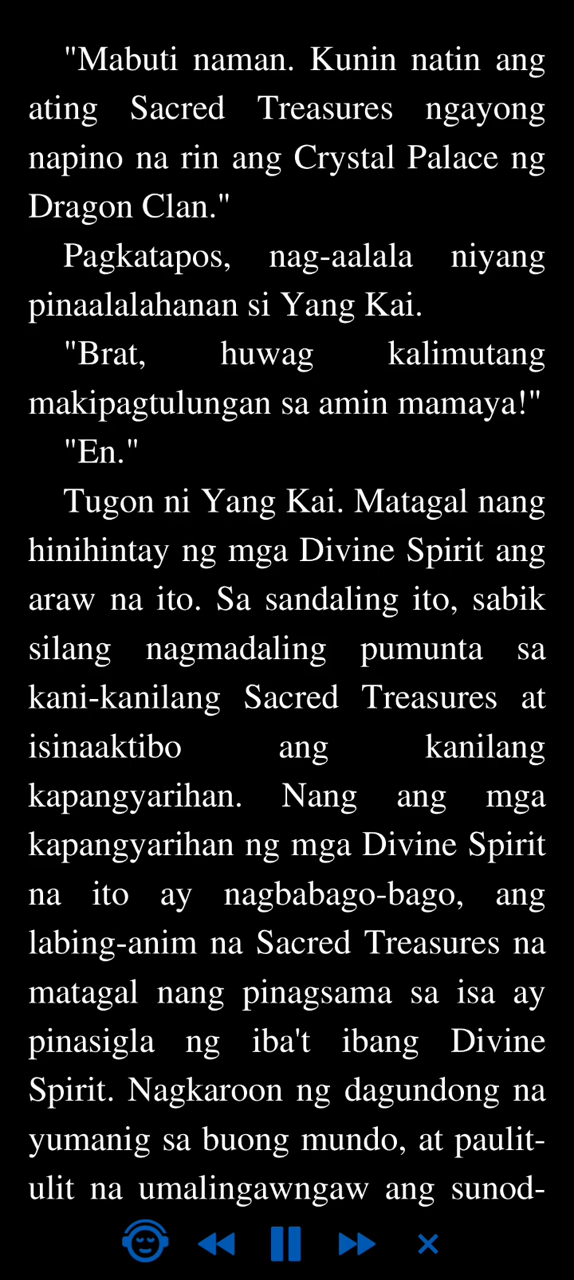 "Mabuti naman. Kunin natin ang
ating Sacred Treasures ngayong
napino na rin ang Crystal Palace ng
Dragon Clan."
Pagkatapos, nag-aalala niyang
pinaalalahanan si Yang Kai.
"Brat, huwag kalimutang
makipagtulungan sa amin mamaya!"
"En."
Tugon ni Yang Kai. Matagal nang
hinihintay ng mga Divine Spirit ang
araw na ito. Sa sandaling ito, sabik
silang nagmadaling pumunta sa
kani-kanilang Sacred Treasures at
isinaaktibo ang kanilang
kapangyarihan. Nang ang mga
kapangyarihan ng mga Divine Spirit
na ito ay nagbabago-bago, ang
labing-anim na Sacred Treasures na
matagal nang pinagsama sa isa ay
pinasigla ng iba't ibang Divine
Spirit. Nagkaroon ng dagundong na
yumanig sa buong mundo, at paulit-
ulit na umalingawngaw ang sunod-